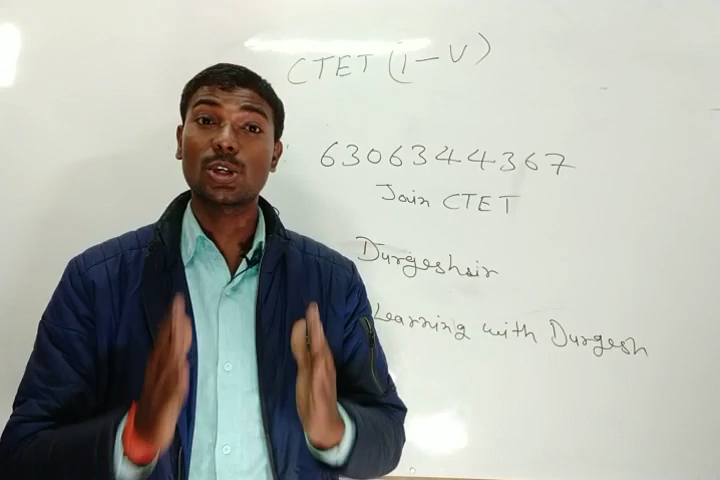 CTET (i-V)
6306344367
Join CTET
Durgeshsir
Learning with Durgesh